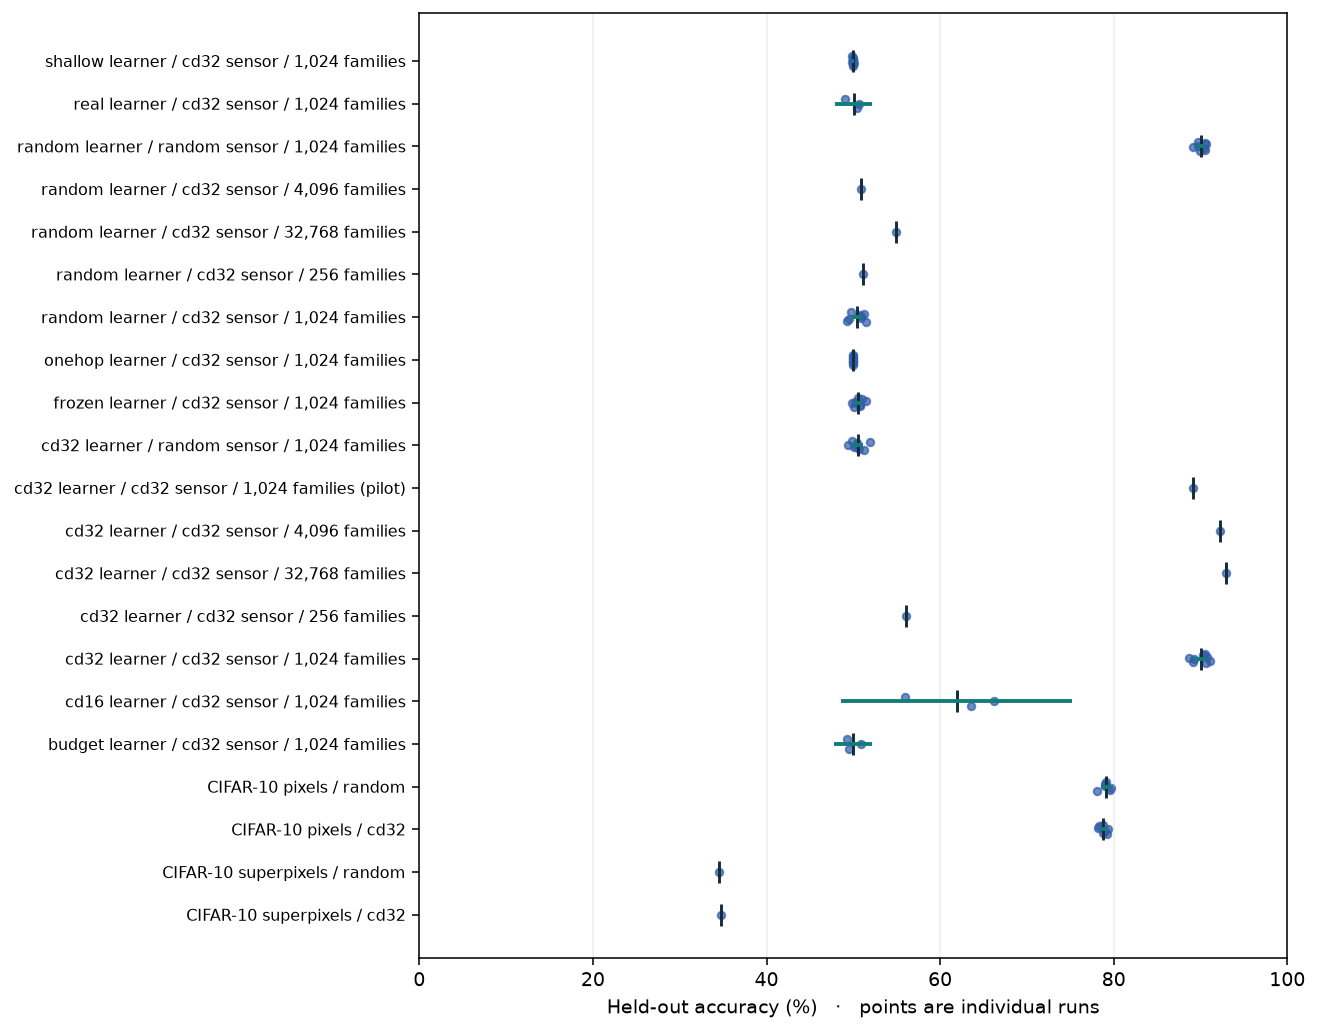 shallow learner / cd32 sensor / 1,024 families
real learner / cd32 sensor / 1,024 families
random learner / random sensor / 1,024 families
random learner / cd32 sensor / 4,096 families
random learner / cd32 sensor / 32,768 families
random learner / cd32 sensor / 256 families
random learner / cd32 sensor / 1,024 families
onehop learner / cd32 sensor / 1,024 families
frozen learner / cd32 sensor / 1,024 families
cd32 learner / random sensor / 1,024 families
cd32 learner / cd32 sensor / 1,024 families (pilot)
cd32 learner / cd32 sensor / 4,096 families
cd32 learner / cd32 sensor / 32,768 families
cd32 learner / cd32 sensor / 256 families
cd32 learner / cd32 sensor / 1,024 families
cd16 learner / cd32 sensor / 1,024 families
budget learner / cd32 sensor / 1,024 families
CIFAR-10 pixels / random
CIFAR-10 pixels / cd32
CIFAR-10 superpixels / random
CIFAR-10 superpixels / cd32
0 20 40 60 80 100
Held-out accuracy (%) · points are individual runs